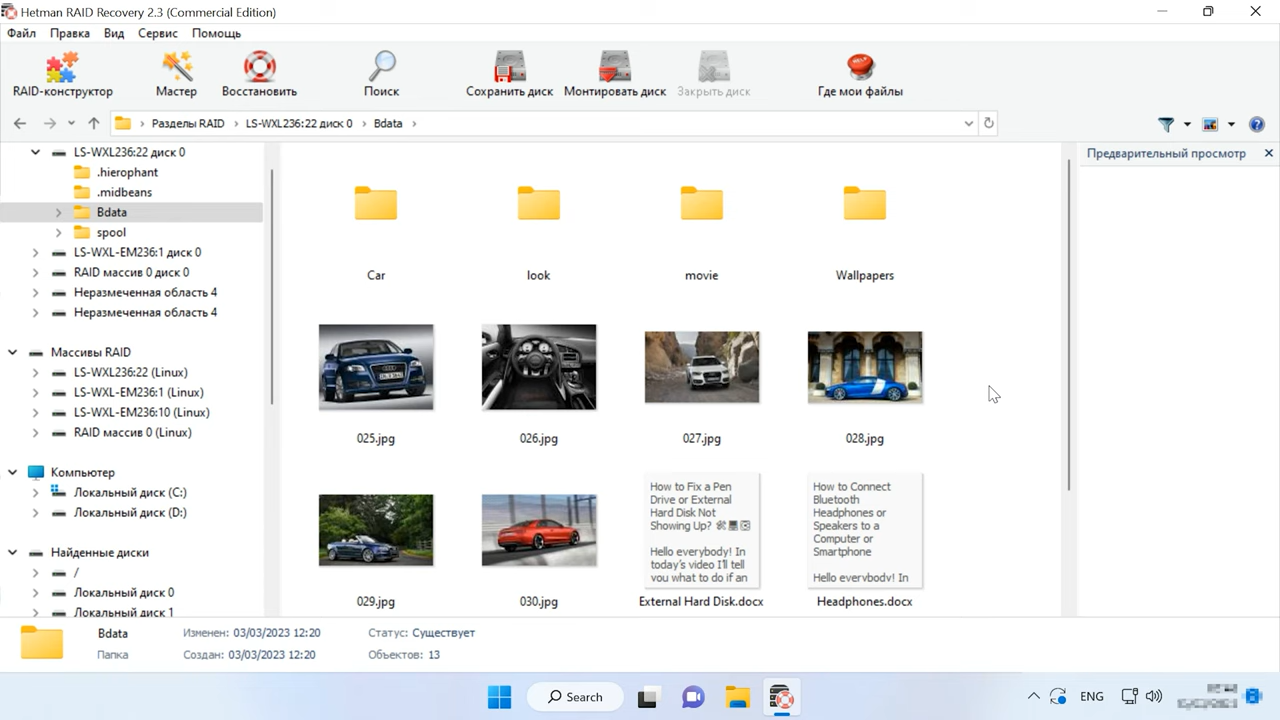 Hetman RAID Recovery 2.3 (Commercial Edition)
Файл Правка Вид Сервис Помощь
RAID-конструктор Мастер Восстановить Поиск Сохранить диск Монтировать диск Закрыть диск Где мои файлы
Разделы RAID LS-WXL236:22 диск 0 Bdata
Предварительный просмотр
LS-WXL236:22 диск 0
.hierophant
.midbeans
Bdata
spool
LS-WXL-EM236:1 диск 0
RAID массив 0 диск 0
Неразмеченная область 4
Неразмеченная область 4
Массивы RAID
LS-WXL236:22 (Linux)
LS-WXL-EM236:1 (Linux)
LS-WXL-EM236:10 (Linux)
RAID массив 0 (Linux)
Компьютер
Локальный диск (C:)
Локальный диск (D:)
Найденные диски
/
Локальный диск 0
Локальный диск 1
Car look movie Wallpapers
025.jpg 026.jpg 027.jpg 028.jpg
How to Fix a Pen
Drive or External
Hard Disk Not
Showing Up?
Hello everybody! In
today's video I'll tell
you what to do if an
How to Connect
Bluetooth
Headphones or
Speakers to a
Computer or
Smartphone
Hello everybody! In
029.jpg 030.jpg External Hard Disk.docx Headphones.docx
Bdata Изменен: 03/03/2023 12:20 Статус: Существует
Папка Создан: 03/03/2023 12:20 Объектов: 13
Search
ENG